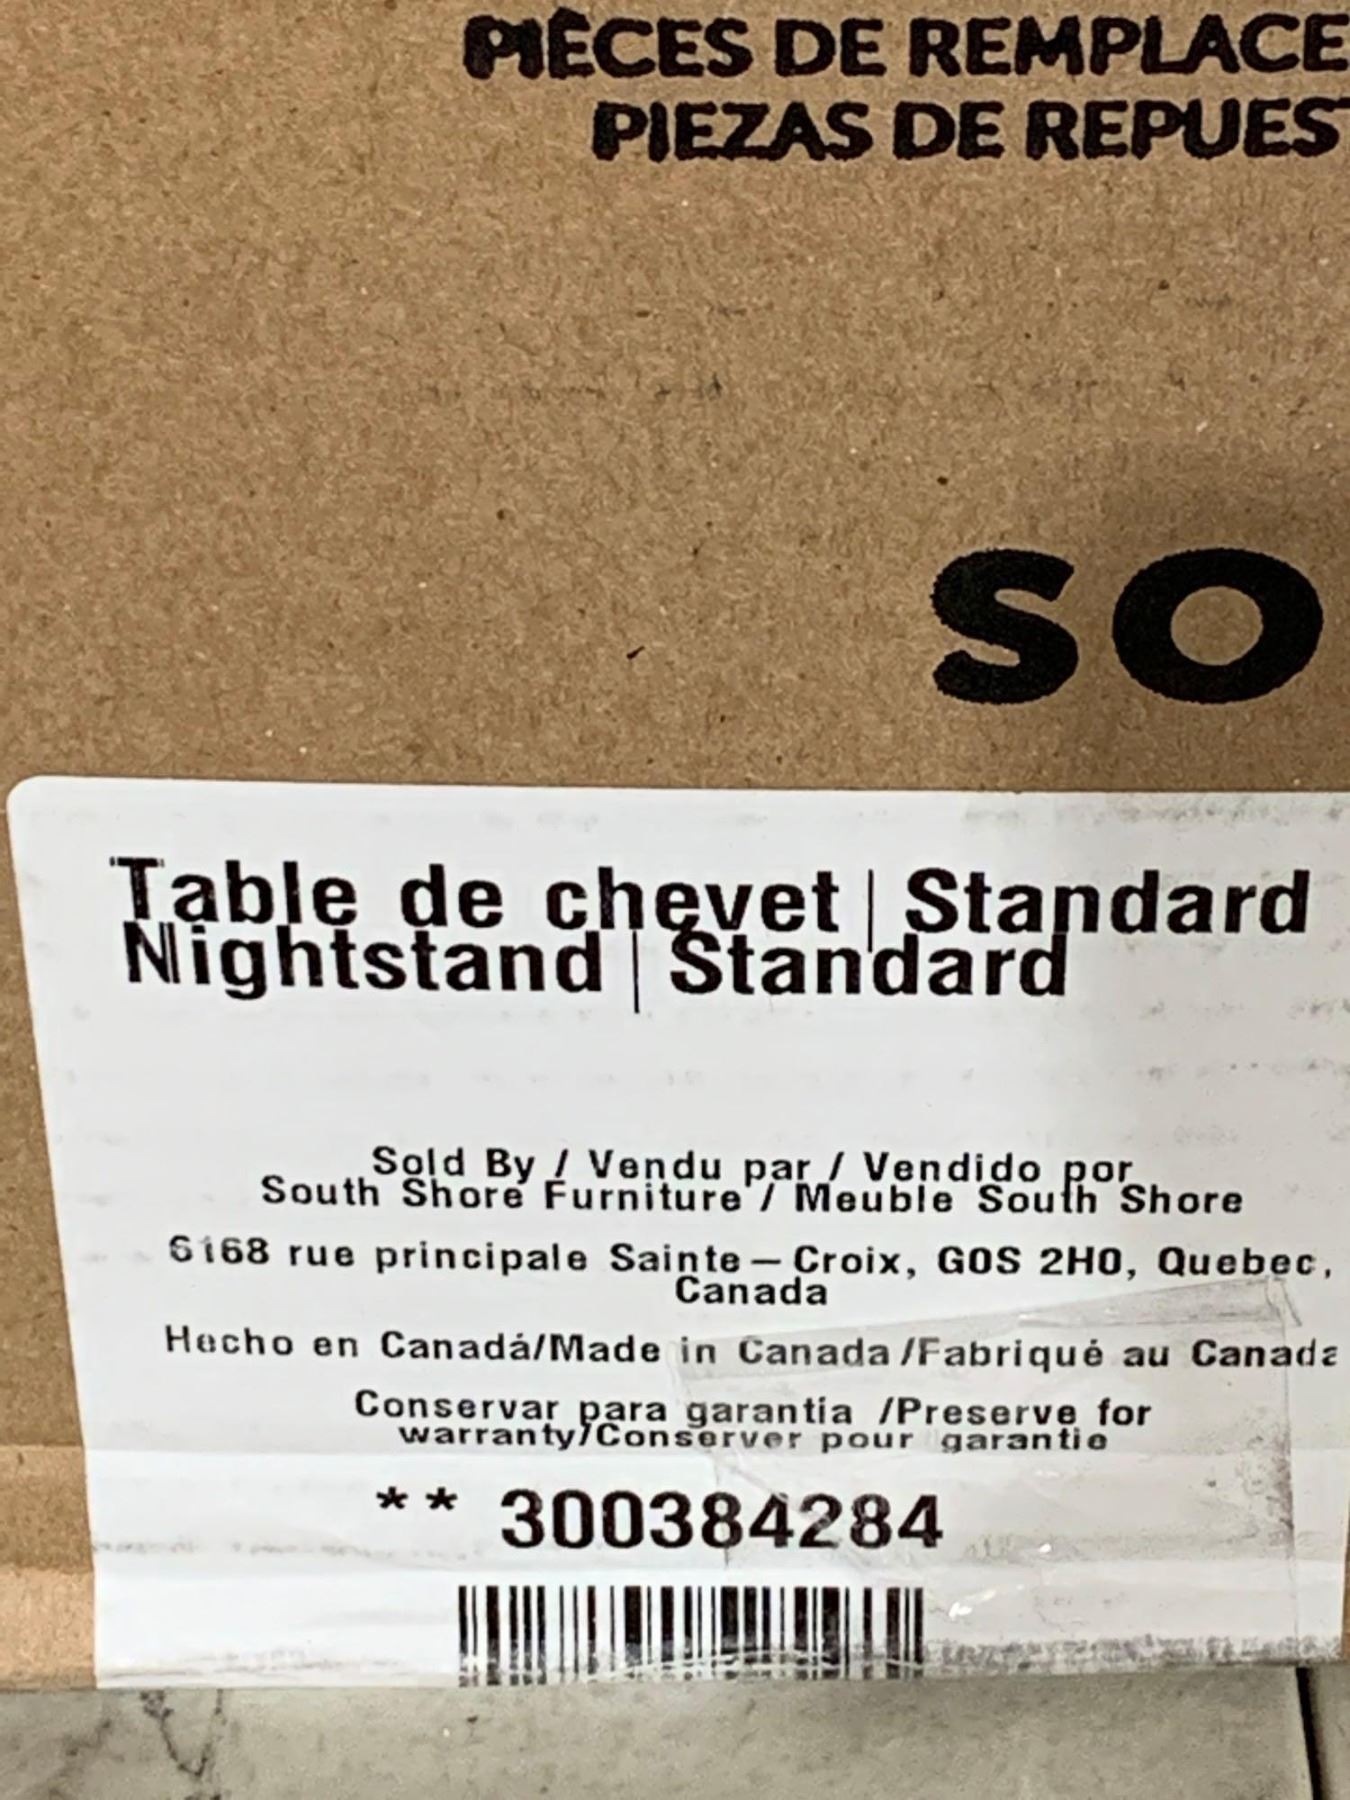 PIÈCES DE REMPLACE
PIEZAS DE REPUEST
SO
Table de chevet | Standard
Nightstand | Standard
Sold By / Vendu par / Vendido por
South Shore Furniture / Meuble South Shore
6168 rue principale Sainte-Croix, G0S 2H0, Quebec,
Canada
Hecho en Canadá/Made in Canada /Fabriqué au Canada
Conservar para garantia /Preserve for
warranty/Conserver pour garantie
** 300384284